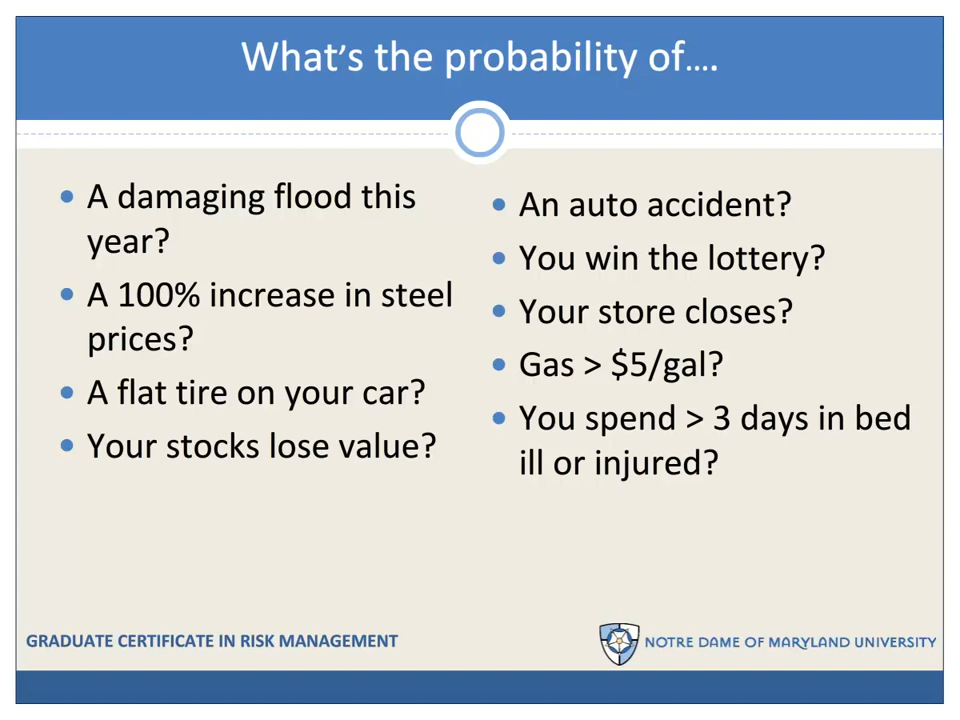 What's the probability of....
A damaging flood this
year?
A 100% increase in steel
prices?
A flat tire on your car?
Your stocks lose value?
An auto accident?
You win the lottery?
Your store closes?
Gas > $5/gal?
You spend > 3 days in bed
ill or injured?
GRADUATE CERTIFICATE IN RISK MANAGEMENT
NOTRE DAME OF MARYLAND UNIVERSITY